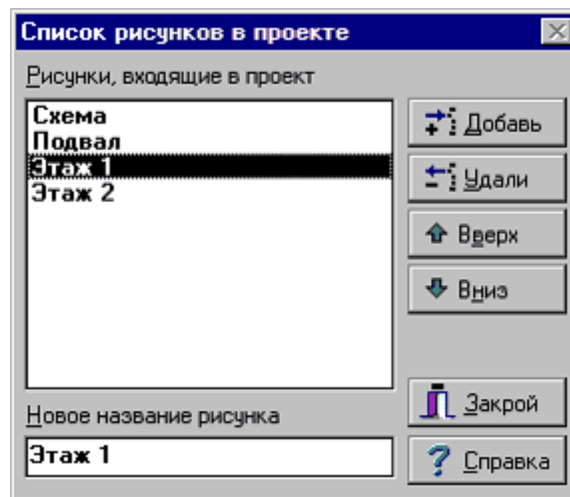 Список рисунков в проекте
Рисунки, входящие в проект
Схема
Подвал
Этаж 1
Этаж 2
Добавь
Удали
Вверх
Вниз
Закрой
Новое название рисунка
Этаж 1
Справка